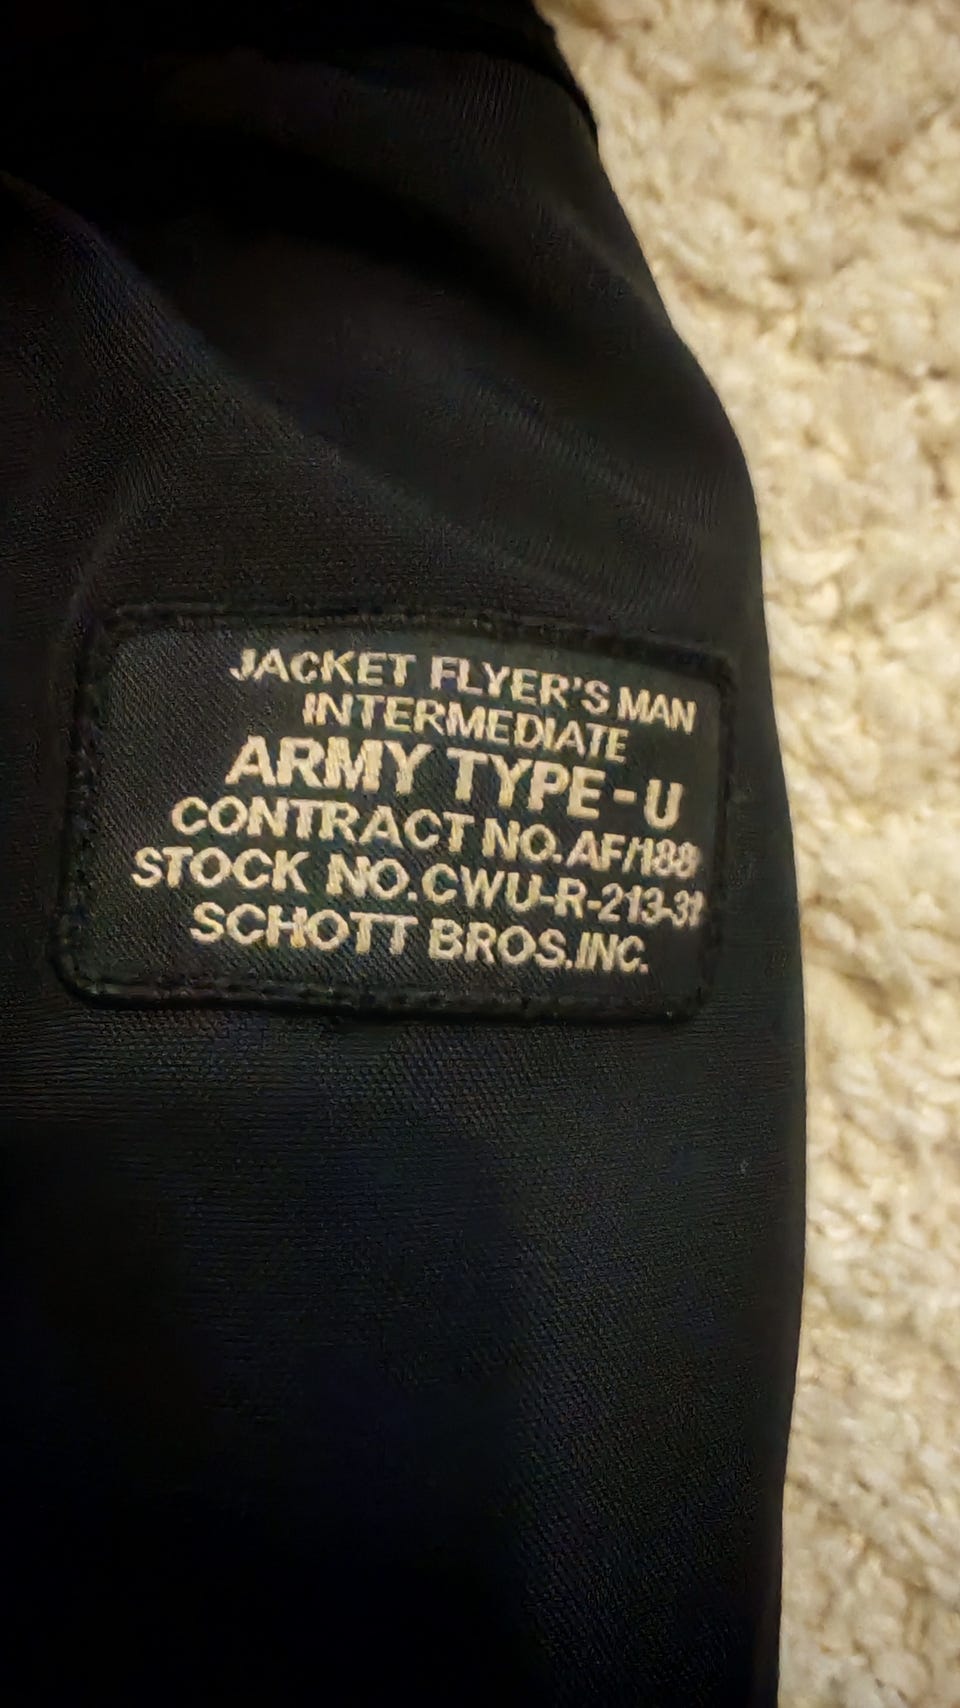 JACKET FLYER'S MAN
INTERMEDIATE
ARMY TYPE-U
CONTRACT NO. AF/188
STOCK NO. CWU-R-213-31
SCHOTT BROS.INC.